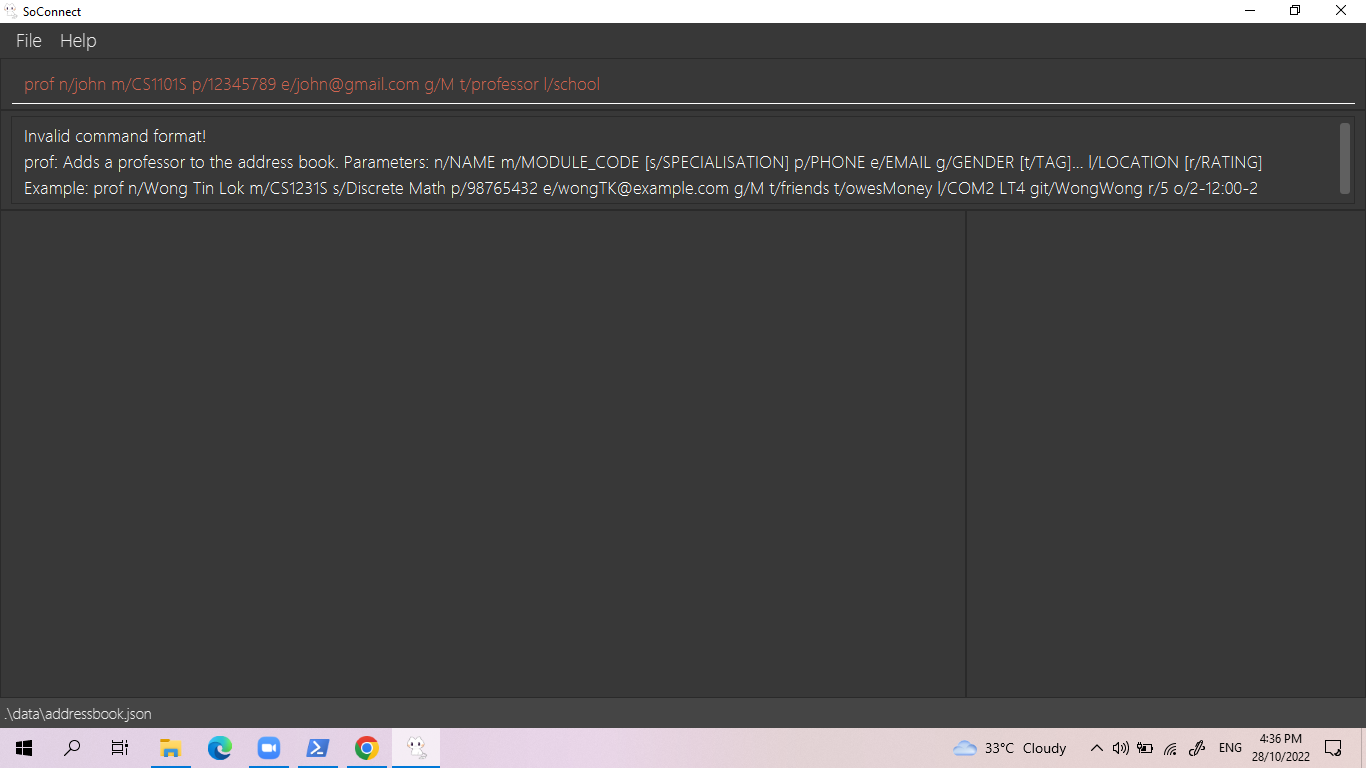 SoConnect
File Help
prof n/john m/CS1101S p/12345789 e/john@gmail.com g/M t/professor l/school
Invalid command format!
prof: Adds a professor to the address book. Parameters: n/NAME m/MODULE_CODE [s/SPECIALISATION] p/PHONE e/EMAIL g/GENDER [t/TAG]... l/LOCATION [r/RATING]
Example: prof n/Wong Tin Lok m/CS1231S s/Discrete Math p/98765432 e/wongTK@example.com g/M t/friends t/owesMoney l/COM2 LT4 git/WongWong r/5 o/2-12:00-2
.\data\addressbook.json
33°C Cloudy
ENG
4:36 PM
28/10/2022